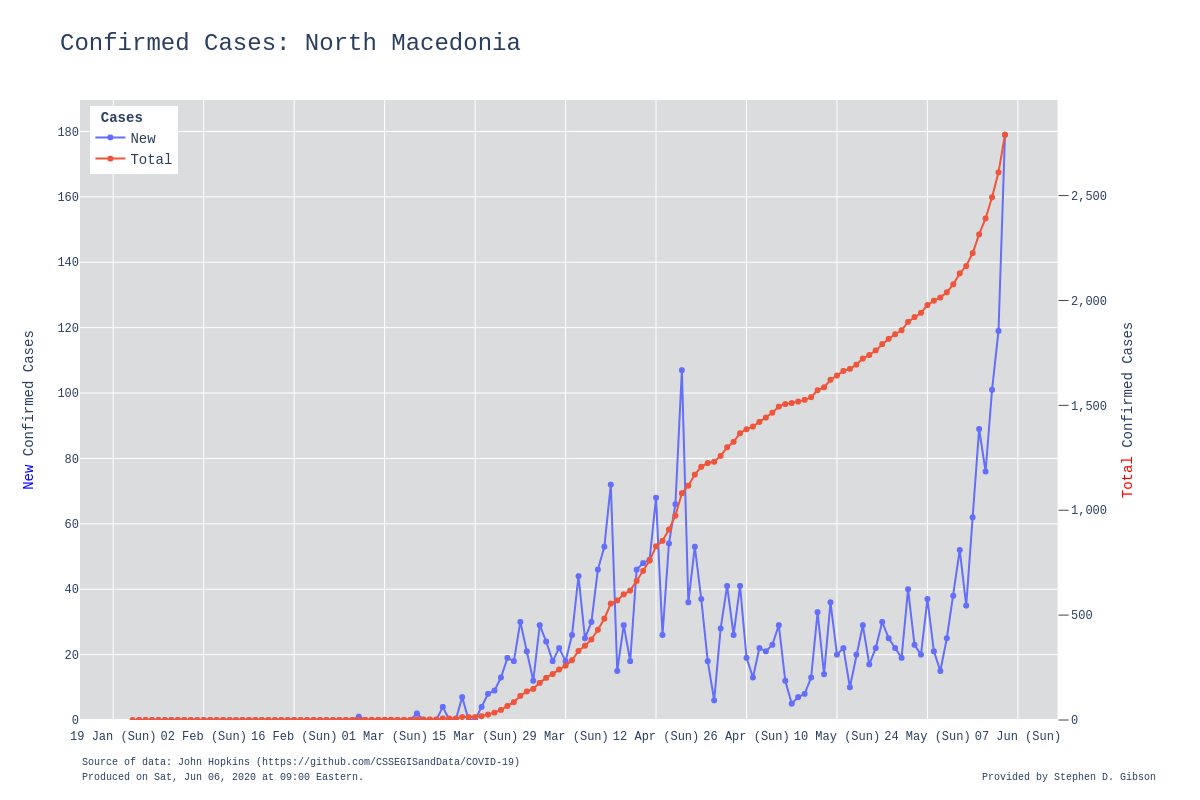 Confirmed Cases: North Macedonia
Cases
New
Total
180
160
140
120
100
80
60
40
20
0
2,500
2,000
1,500
1,000
500
0
New Confirmed Cases
Total Confirmed Cases
19 Jan (Sun) 02 Feb (Sun) 16 Feb (Sun) 01 Mar (Sun) 15 Mar (Sun) 29 Mar (Sun) 12 Apr (Sun) 26 Apr (Sun) 10 May (Sun) 24 May (Sun) 07 Jun (Sun)
Source of data: John Hopkins (https://github.com/CSSEGISandData/COVID-19)
Produced on Sat, Jun 06, 2020 at 09:00 Eastern.
Provided by Stephen D. Gibson